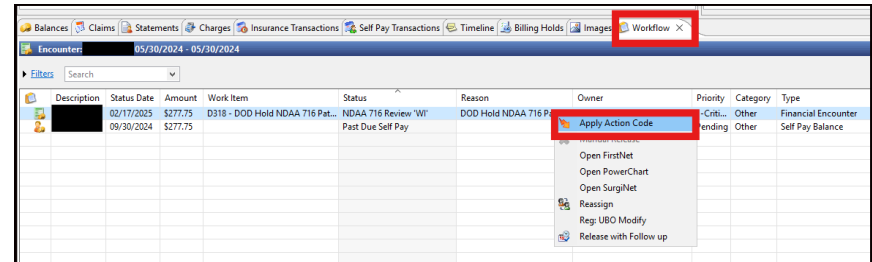 Balances Claims Statements Charges Insurance Transactions Self Pay Transactions Timeline Billing Holds Images Workflow
Encounter: 05/30/2024 - 05/30/2024
Filters Search
Description Status Date Amount Work Item Status Reason Owner Priority Category Type
02/17/2025 $277.75 D318 - DOD Hold NDAA 716 Pat... NDAA 716 Review 'WI' DOD Hold NDAA 716 P -Criti... Other Financial Encounter
09/30/2024 $277.75 Past Due Self Pay Pending Other Self Pay Balance
Apply Action Code
Manual Release
Open FirstNet
Open PowerChart
Open SurgiNet
Reassign
Reg: UBO Modify
Release with Follow up